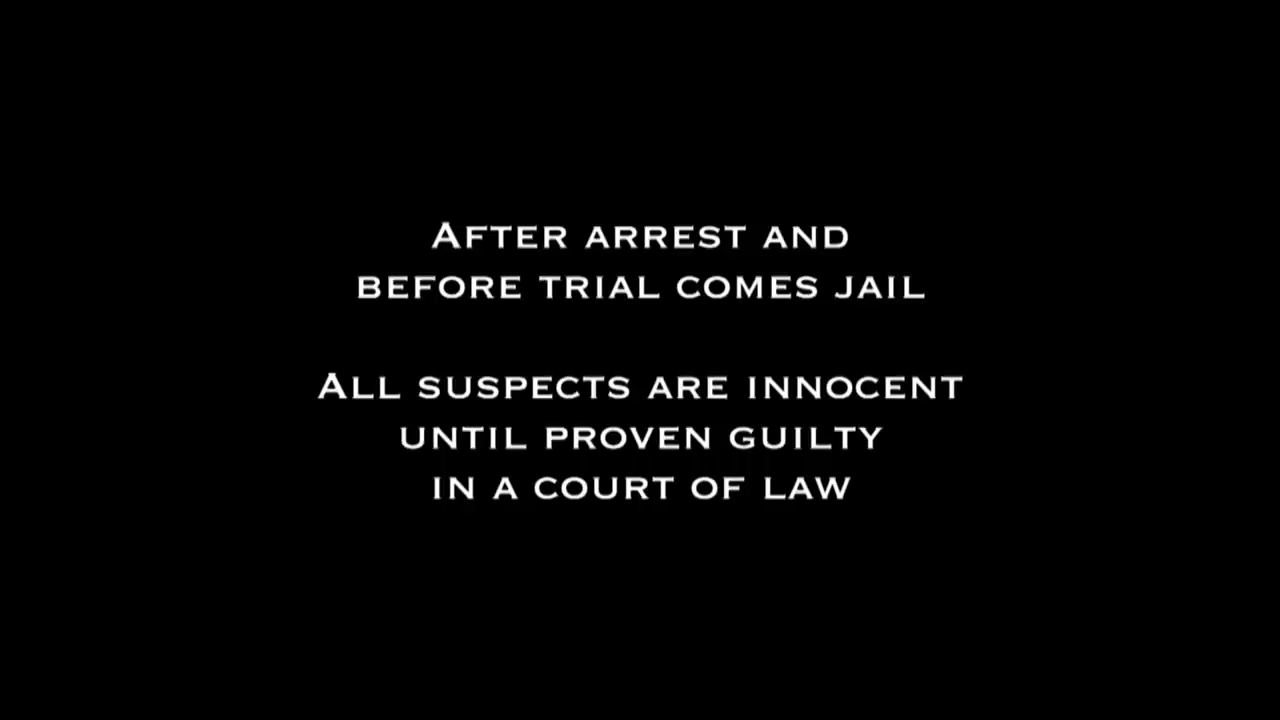 After arrest and
before trial comes jail
All suspects are innocent
until proven guilty
in a court of law